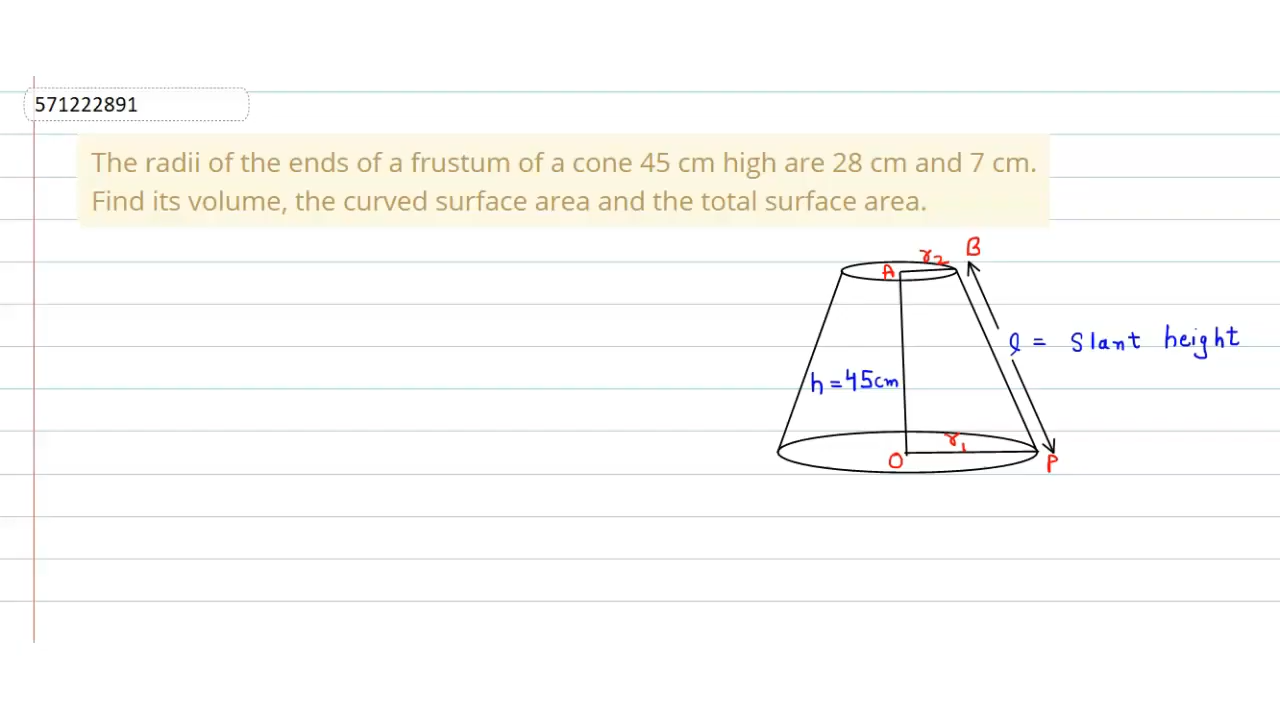 571222891
The radii of the ends of a frustum of a cone 45 cm high are 28 cm and 7 cm.
Find its volume, the curved surface area and the total surface area.
r₂ B
A
l = Slant height
h = 45cm
r₁
O P